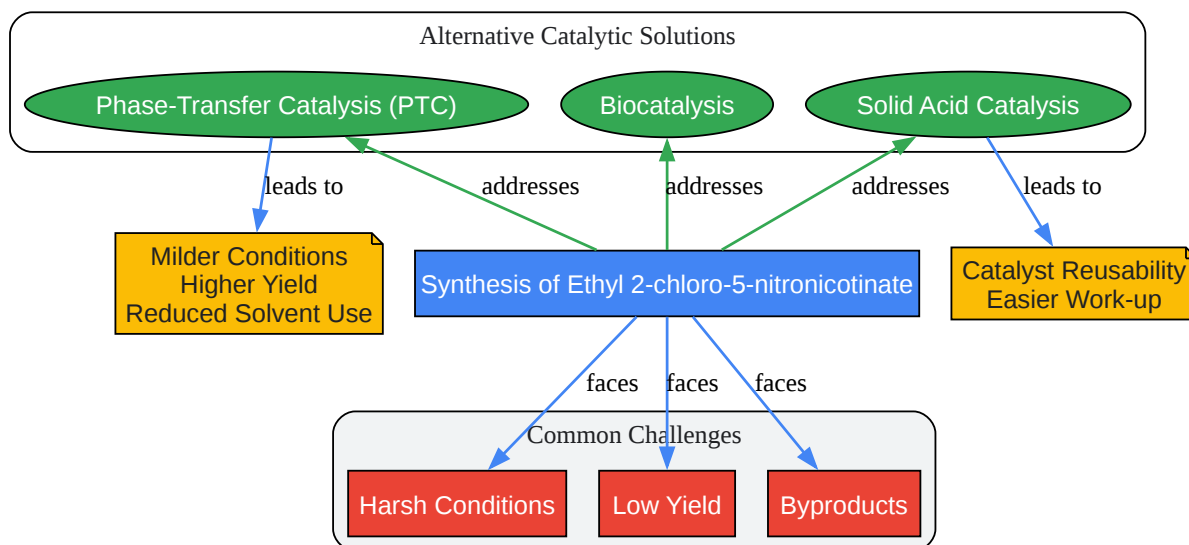 Alternative Catalytic Solutions
Phase-Transfer Catalysis (PTC)
Biocatalysis
Solid Acid Catalysis
leads to
addresses
addresses
addresses
leads to
Milder Conditions
Higher Yield
Reduced Solvent Use
Synthesis of Ethyl 2-chloro-5-nitronicotinate
Catalyst Reusability
Easier Work-up
faces
faces
faces
Common Challenges
Harsh Conditions
Low Yield
Byproducts